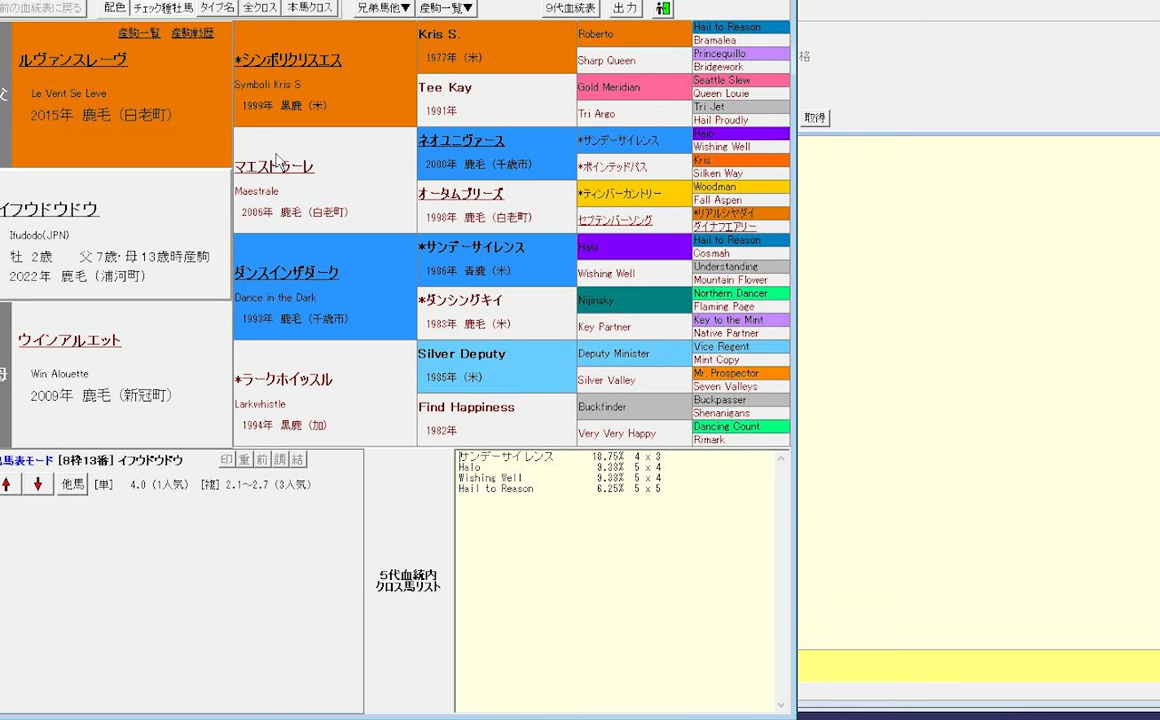 前の血統表に戻る 配色 チェック種牡馬 タイプ名 全クロス 本馬クロス 兄弟馬他▼ 産駒一覧▼ 9代血統表 出力
産駒一覧 産駒戦歴
ルヴァンスレーヴ
Le Vent Se Leve
2015年 鹿毛 (白老町)
イフウドウドウ
Ifudodo(JPN)
牡 2歳 父 7歳・母 13歳時産駒
2022年 鹿毛 (浦河町)
ウインアルエット
Win Alouette
2009年 鹿毛 (新冠町)
*シンボリクリスエス
Symboli Kris S
1999年 黒鹿 (米)
マエストラーレ
Maestrale
2006年 鹿毛 (白老町)
ダンスインザダーク
Dance in the Dark
1993年 鹿毛 (千歳市)
*ラークホイッスル
Larkwhistle
1994年 黒鹿 (加)
Kris S.
1977年 (米)
Tee Kay
1991年
ネオユニヴァース
2000年 鹿毛 (千歳市)
オータムブリーズ
1998年 鹿毛 (白老町)
*サンデーサイレンス
1986年 青鹿 (米)
*ダンシングキイ
1983年 鹿毛 (米)
Silver Deputy
1985年 (米)
Find Happiness
1982年
Roberto
Sharp Queen
Gold Meridian
Tri Argo
*サンデーサイレンス
*ポインテッドパス
*ティンバーカントリー
セプテンバーソング
Halo
Wishing Well
Nijinsky
Key Partner
Deputy Minister
Silver Valley
Buckfinder
Very Very Happy
Hail to Reason
Bramalea
Princequillo
Bridgework
Seattle Slew
Queen Louie
Tri Jet
Hail Proudly
Halo
Wishing Well
Kris
Silken Way
Woodman
Fall Aspen
*リアルシヤダイ
ダイナフエアリー
Hail to Reason
Cosmah
Understanding
Mountain Flower
Northern Dancer
Flaming Page
Key to the Mint
Native Partner
Vice Regent
Mint Copy
Mr. Prospector
Seven Valleys
Buckpasser
Shenanigans
Dancing Count
Rimark
格
取得
馬表モード [8枠13番] イフウドウドウ 印 重 前 調 結
↑ ↓ 他馬 [単] 4.0 (1人気) [複] 2.1~2.7 (3人気)
5代血統内
クロス馬リスト
サンデーサイレンス 18.75% 4 x 3
Halo 9.38% 5 x 4
Wishing Well 9.38% 5 x 4
Hail to Reason 6.25% 5 x 5